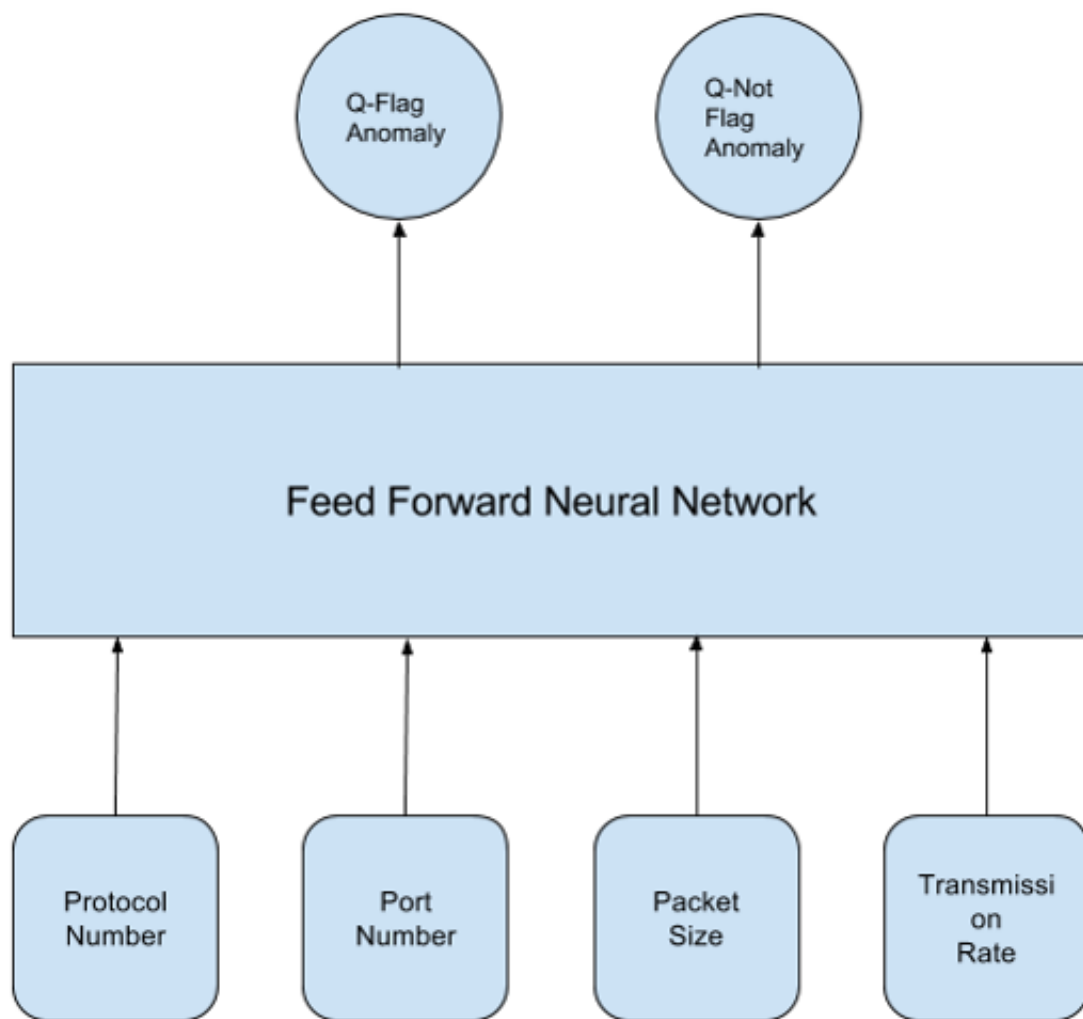 Q-Flag
Anomaly
Q-Not
Flag
Anomaly
Feed Forward Neural Network
Protocol
Number
Port
Number
Packet
Size
Transmissi
on
Rate